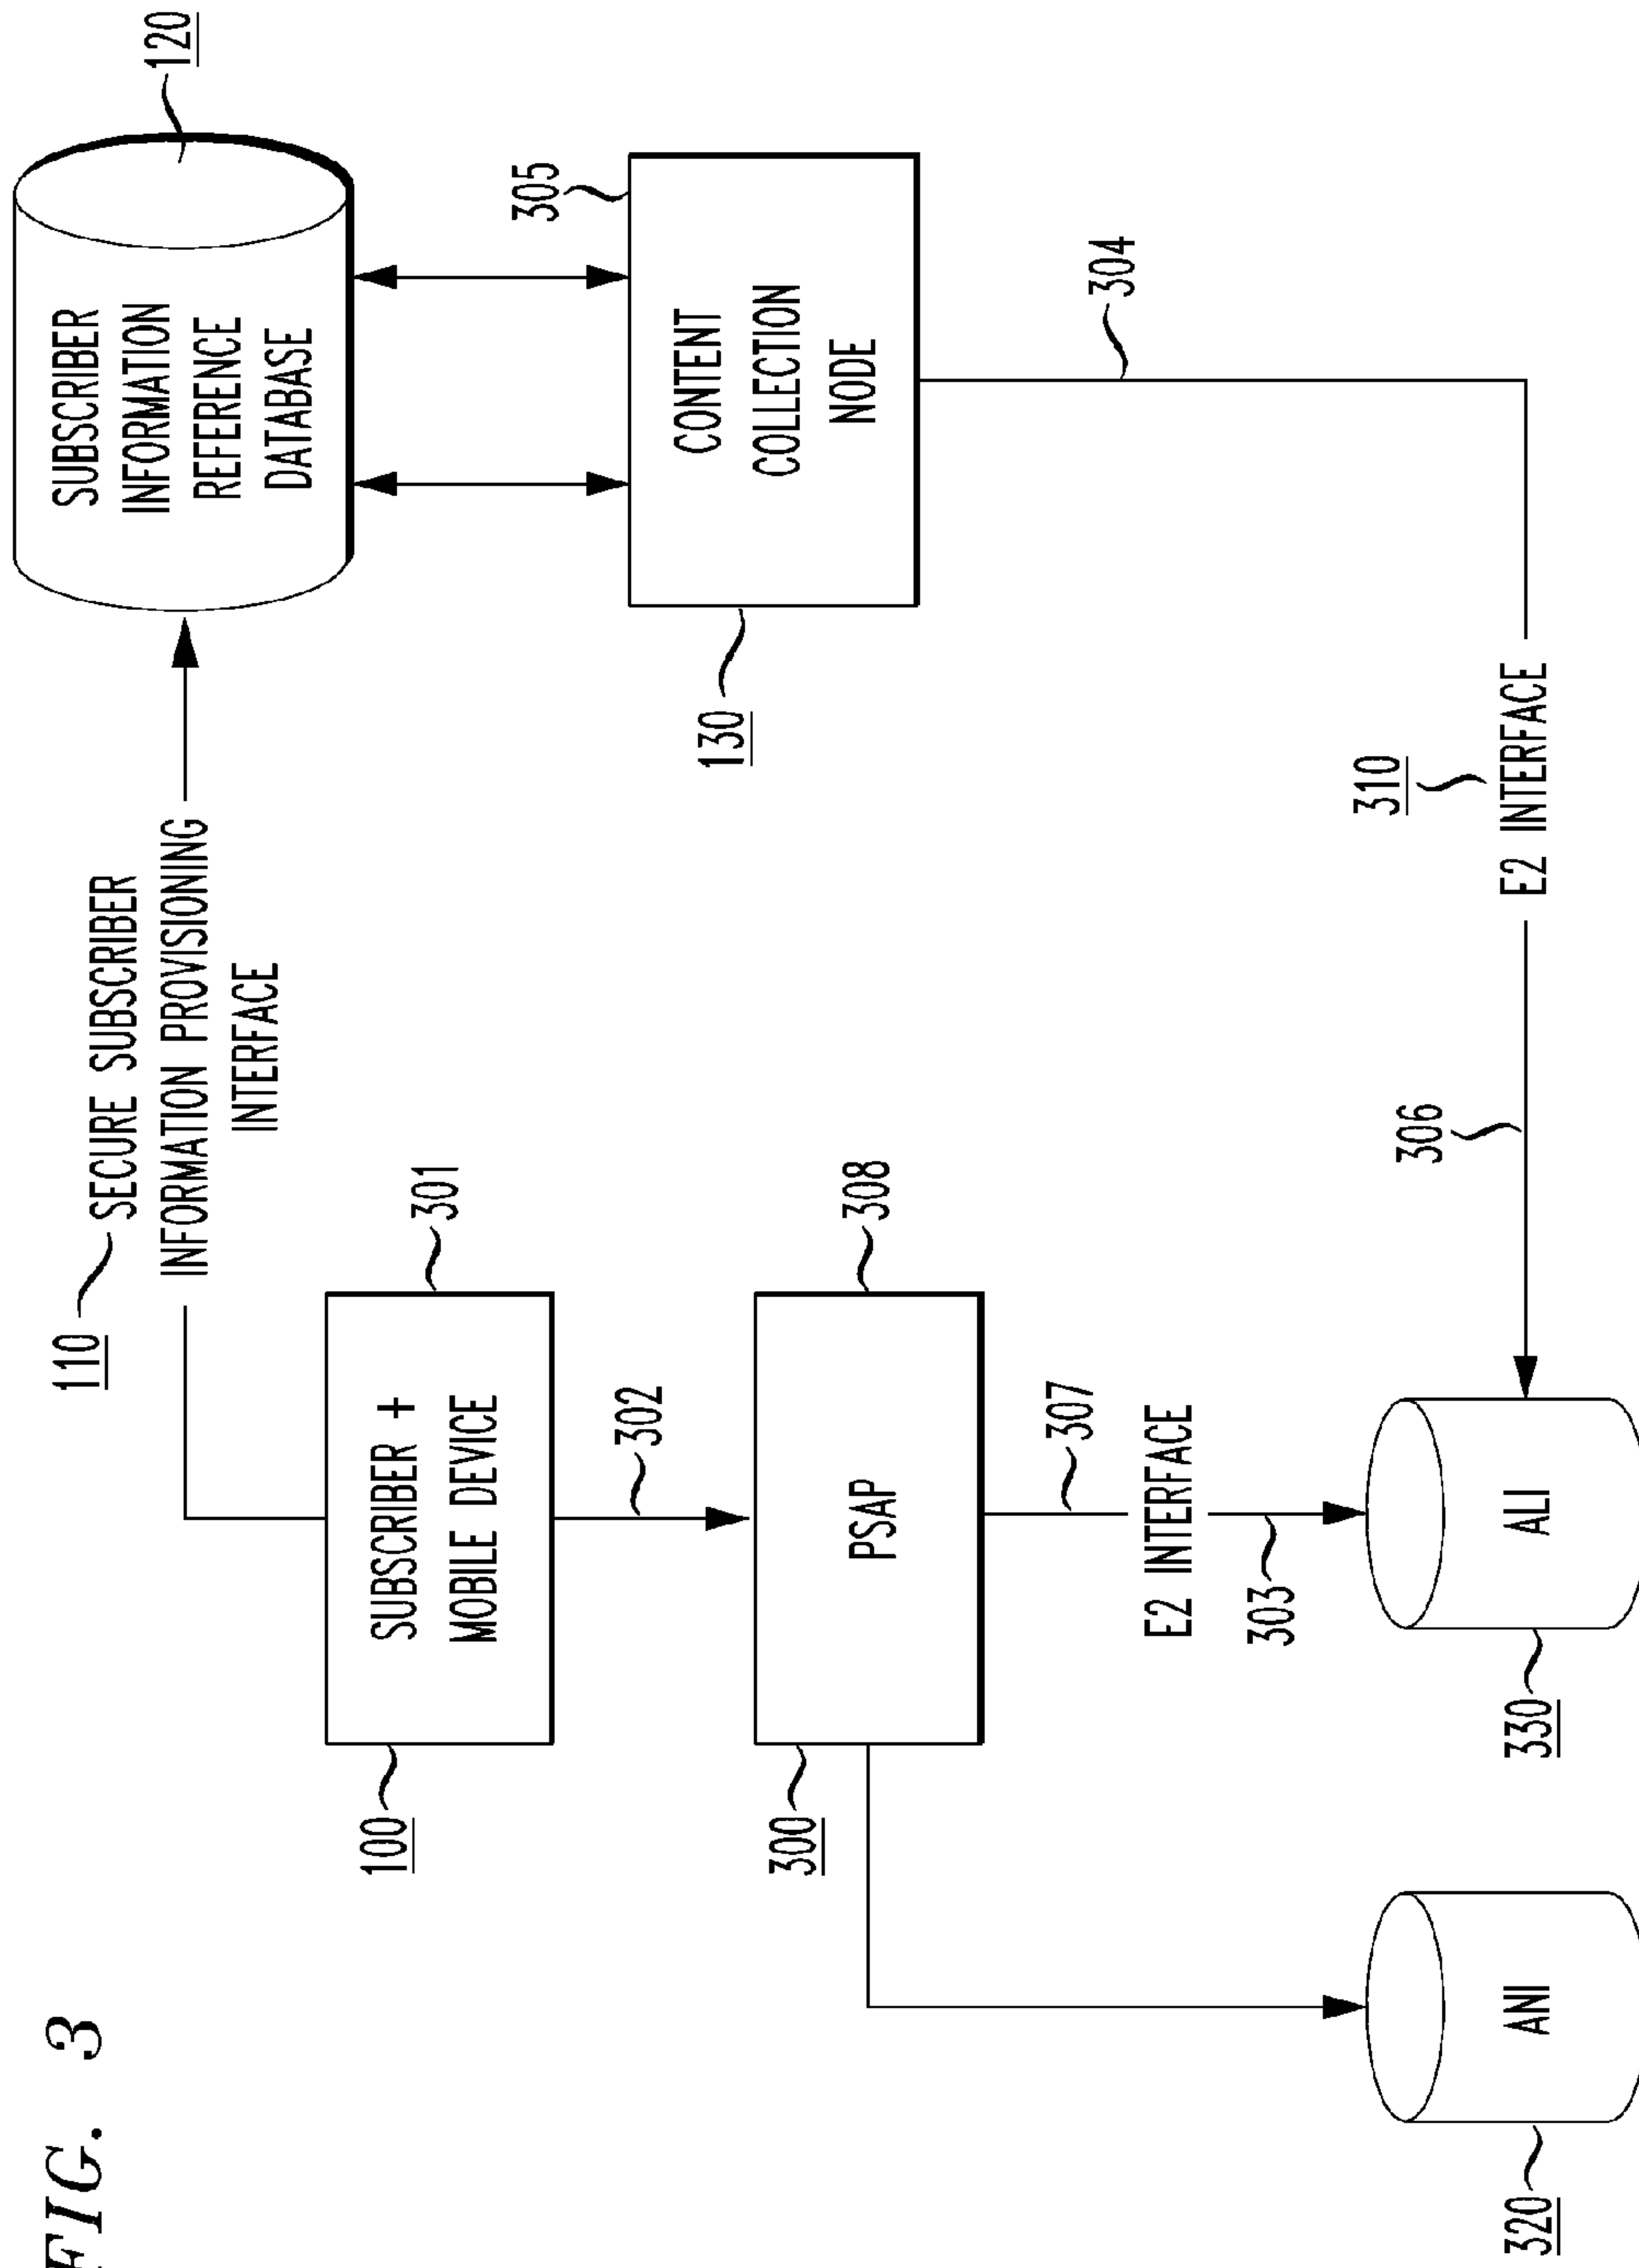 FIG. 3
110
SECURE SUBSCRIBER
INFORMATION PROVISIONING
INTERFACE
120
SUBSCRIBER
INFORMATION
REFERENCE
DATABASE
100
SUBSCRIBER +
MOBILE DEVICE
301
302
305
CONTENT
COLLECTION
NODE
130
304
300
PSAP
308
307
E2 INTERFACE
303
306
310
E2 INTERFACE
320
ANI
330
ALI